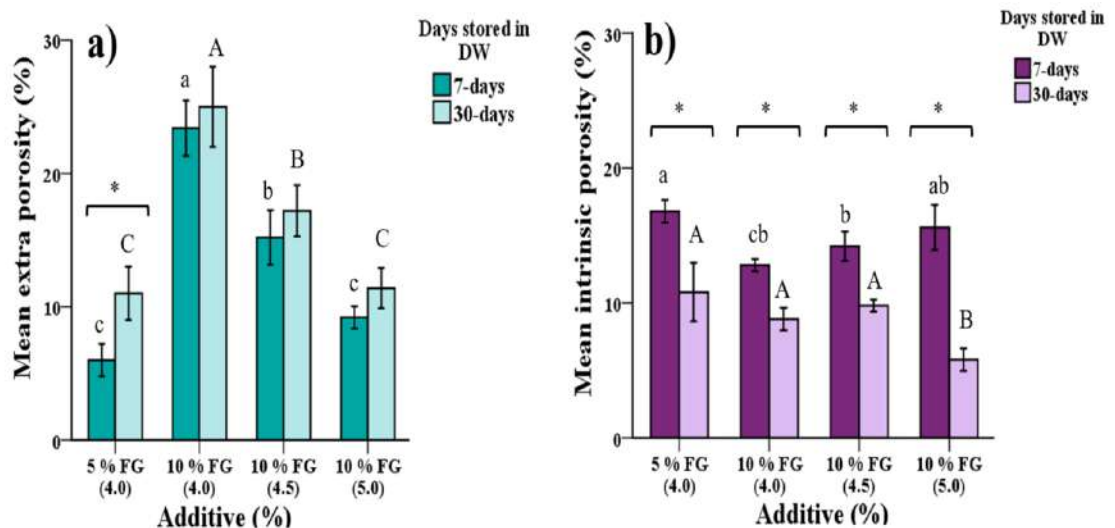 a)
Days stored in
DW
7-days
30-days
Mean extra porosity (%)
30
20
10
0
*
c
C
a
A
b
B
c
C
5 % FG
(4.0)
10 % FG
(4.0)
10 % FG
(4.5)
10 % FG
(5.0)
Additive (%)
b)
Days stored in
DW
7-days
30-days
Mean intrinsic porosity (%)
30
20
10
0
*
*
*
*
a
A
cb
A
b
A
ab
B
5 % FG
(4.0)
10 % FG
(4.0)
10 % FG
(4.5)
10 % FG
(5.0)
Additive (%)